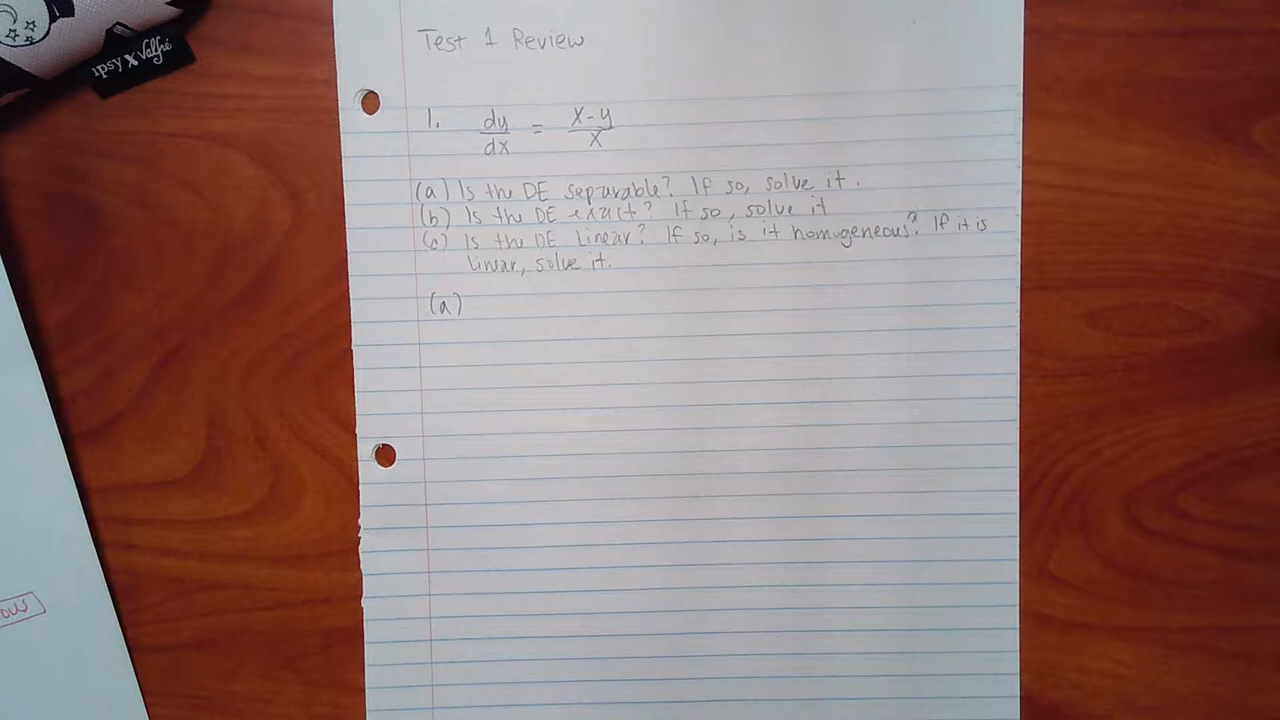 ipsy x Valfré
Test 1 Review
1. dy/dx = x-y/x
(a) Is the DE separable? If so, solve it.
(b) Is the DE exact? If so, solve it
(c) Is the DE Linear? If so, is it homogeneous? If it is
linear, solve it.
(a)